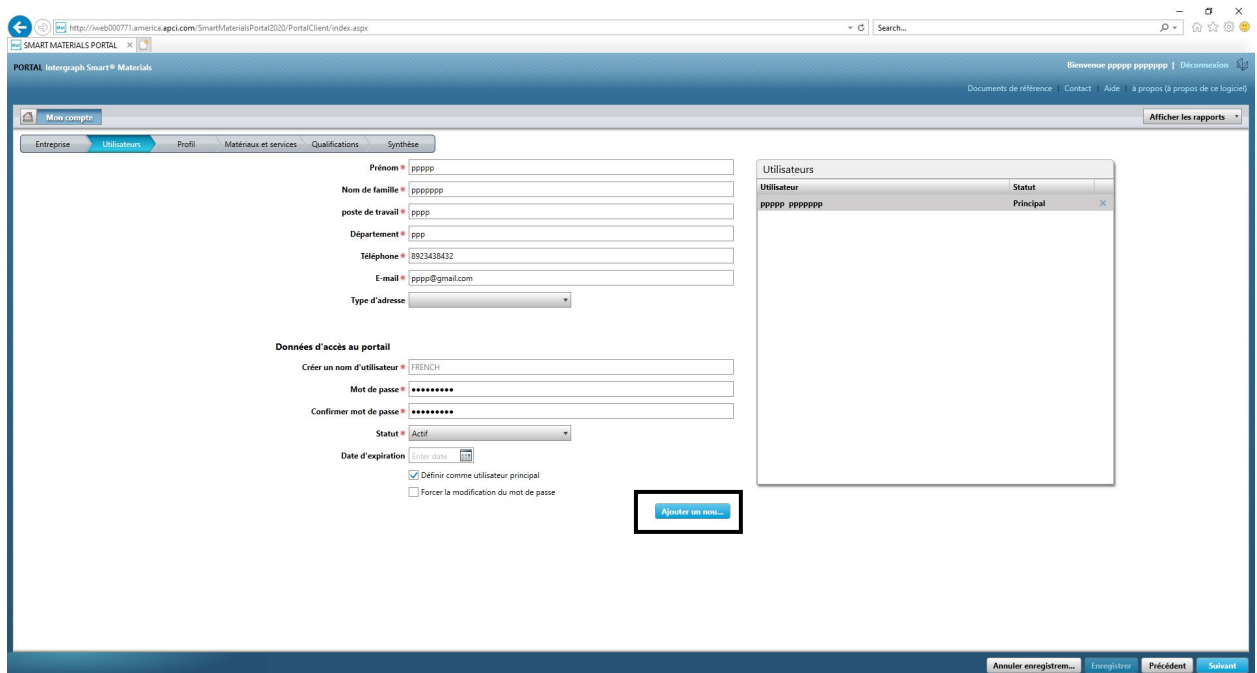 http://iweb000771.america.apci.com/SmartMaterialsPortal2020/PortalClient/index.aspx
Search...
SMART MATERIALS PORTAL
PORTAL Intergraph Smart® Materials
Bienvenue ppppp ppppppp | Déconnexion
Documents de référence | Contact | Aide | à propos (à propos de ce logiciel)
Mon compte
Afficher les rapports
Entreprise Utilisateurs Profil Matériaux et services Qualifications Synthèse
Prénom * ppppp
Nom de famille * ppppppp
poste de travail * pppp
Département * ppp
Téléphone * 8923438432
E-mail * pppp@gmail.com
Type d'adresse
Données d'accès au portail
Créer un nom d'utilisateur * FRENCH
Mot de passe * •••••••••
Confirmer mot de passe * •••••••••
Statut * Actif
Date d'expiration Enter date
Définir comme utilisateur principal
Forcer la modification du mot de passe
Ajouter un nou...
Utilisateurs
Utilisateur Statut
ppppp ppppppp Principal
Annuler enregistrem... Enregistrer Précédent Suivant